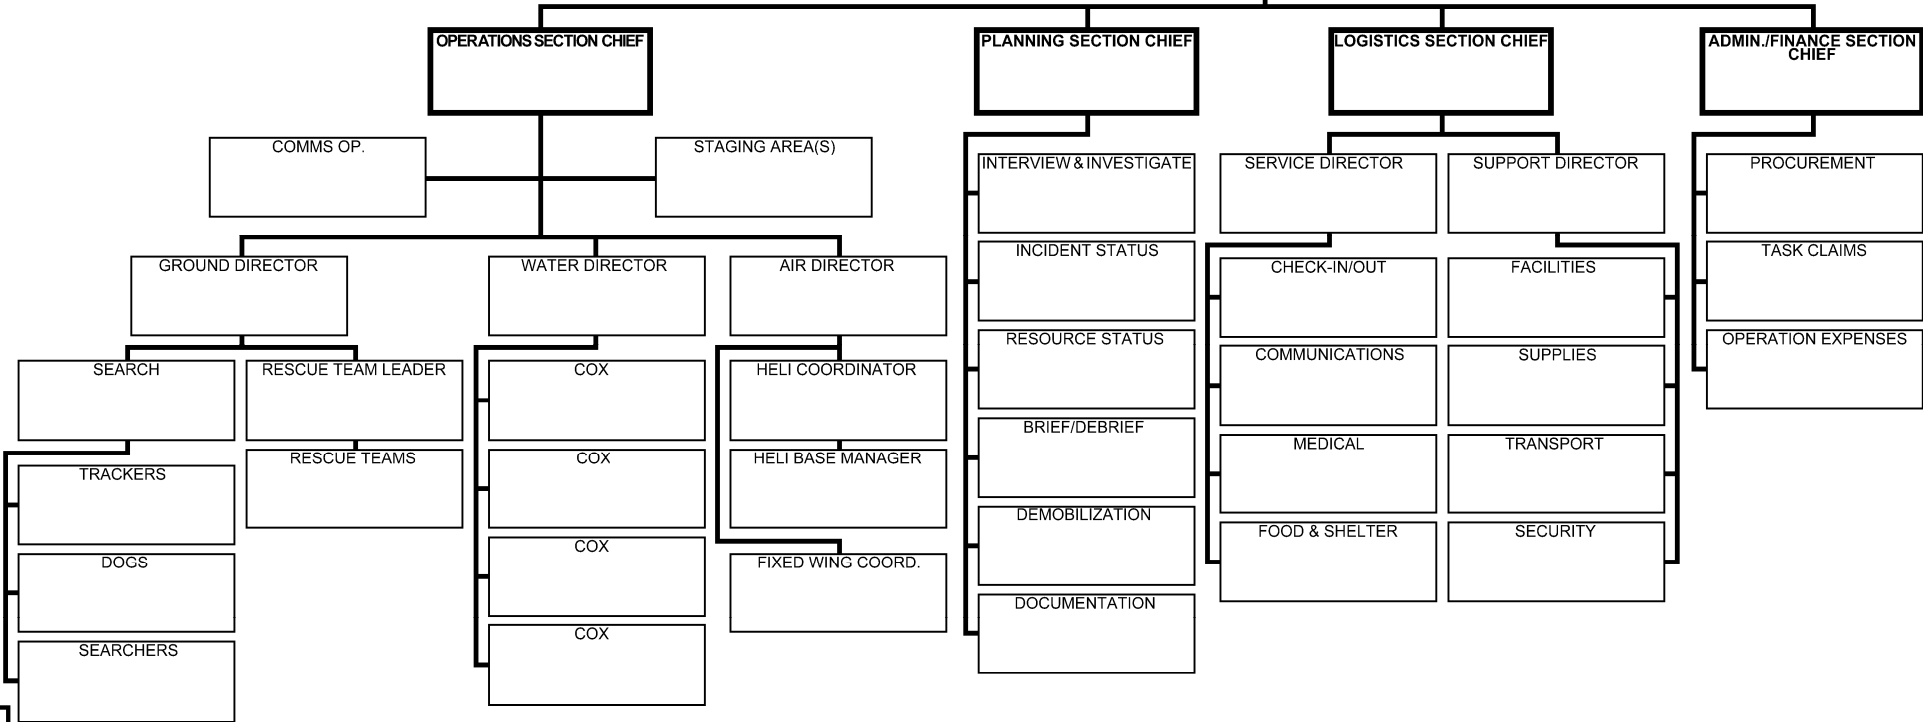 OPERATIONS SECTION CHIEF
PLANNING SECTION CHIEF
LOGISTICS SECTION CHIEF
ADMIN./FINANCE SECTION
CHIEF
COMMS OP.
STAGING AREA(S)
GROUND DIRECTOR
WATER DIRECTOR
AIR DIRECTOR
SEARCH
RESCUE TEAM LEADER
TRACKERS
DOGS
SEARCHERS
RESCUE TEAMS
COX
COX
COX
COX
HELI COORDINATOR
HELI BASE MANAGER
FIXED WING COORD.
INTERVIEW & INVESTIGATE
INCIDENT STATUS
RESOURCE STATUS
BRIEF/DEBRIEF
DEMOBILIZATION
DOCUMENTATION
SERVICE DIRECTOR
SUPPORT DIRECTOR
CHECK-IN/OUT
COMMUNICATIONS
MEDICAL
FOOD & SHELTER
FACILITIES
SUPPLIES
TRANSPORT
SECURITY
PROCUREMENT
TASK CLAIMS
OPERATION EXPENSES